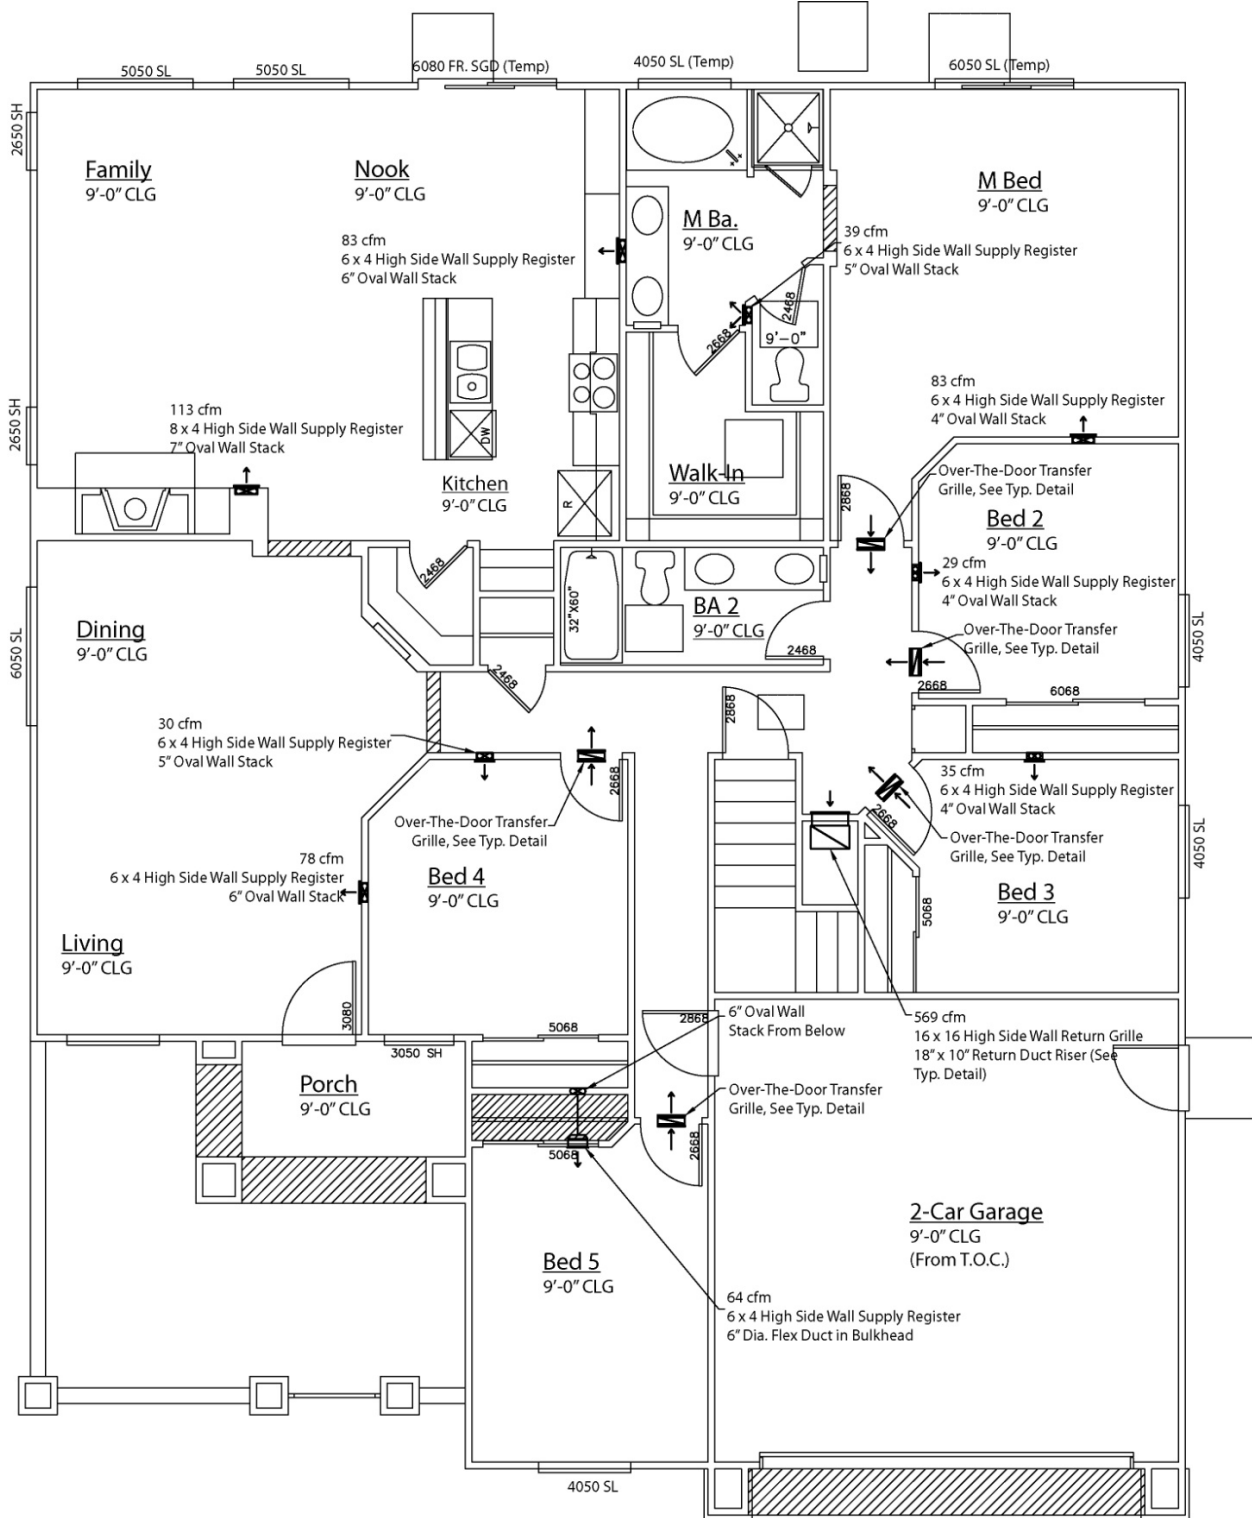 5050 SL
5050 SL
6080 FR. SGD (Temp)
4050 SL (Temp)
6050 SL (Temp)
2650 SH
Family
9'-0" CLG
Nook
9'-0" CLG
M Bed
9'-0" CLG
M Ba.
9'-0" CLG
83 cfm
6 x 4 High Side Wall Supply Register
6" Oval Wall Stack
39 cfm
6 x 4 High Side Wall Supply Register
5" Oval Wall Stack
2468
2668
9'-0"
2650 SH
113 cfm
8 x 4 High Side Wall Supply Register
7" Oval Wall Stack
DW
83 cfm
6 x 4 High Side Wall Supply Register
4" Oval Wall Stack
Kitchen
9'-0" CLG
R
Walk-In
9'-0" CLG
2868
Over-The-Door Transfer
Grille, See Typ. Detail
Bed 2
9'-0" CLG
29 cfm
6 x 4 High Side Wall Supply Register
4" Oval Wall Stack
2468
32"X60"
BA 2
9'-0" CLG
2468
Over-The-Door Transfer
Grille, See Typ. Detail
4050 SL
2668
6068
Dining
9'-0" CLG
6050 SL
2468
2868
30 cfm
6 x 4 High Side Wall Supply Register
5" Oval Wall Stack
2668
35 cfm
6 x 4 High Side Wall Supply Register
4" Oval Wall Stack
2668
Over-The-Door Transfer
Grille, See Typ. Detail
4050 SL
Over-The-Door Transfer
Grille, See Typ. Detail
78 cfm
6 x 4 High Side Wall Supply Register
6" Oval Wall Stack
Bed 4
9'-0" CLG
Bed 3
9'-0" CLG
5068
Living
9'-0" CLG
3080
3050 SH
5068
6" Oval Wall
Stack From Below
2868
569 cfm
16 x 16 High Side Wall Return Grille
18" x 10" Return Duct Riser (See
Typ. Detail)
Porch
9'-0" CLG
Over-The-Door Transfer
Grille, See Typ. Detail
5068
2668
2-Car Garage
9'-0" CLG
(From T.O.C.)
Bed 5
9'-0" CLG
64 cfm
6 x 4 High Side Wall Supply Register
6" Dia. Flex Duct in Bulkhead
4050 SL